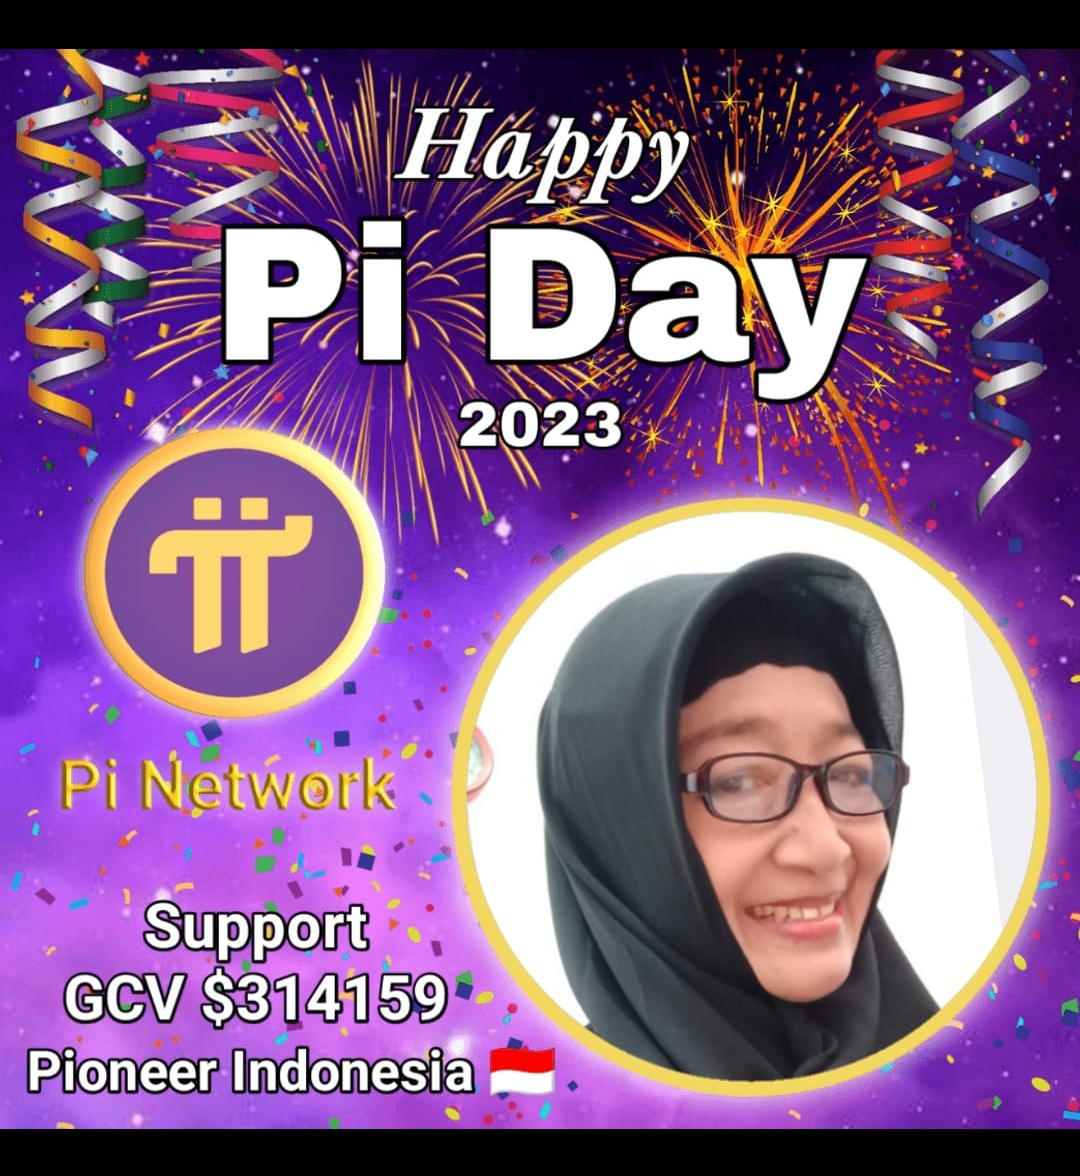 Happy
Pi Day
2023
Pi Network
Support
GCV $314159
Pioneer Indonesia